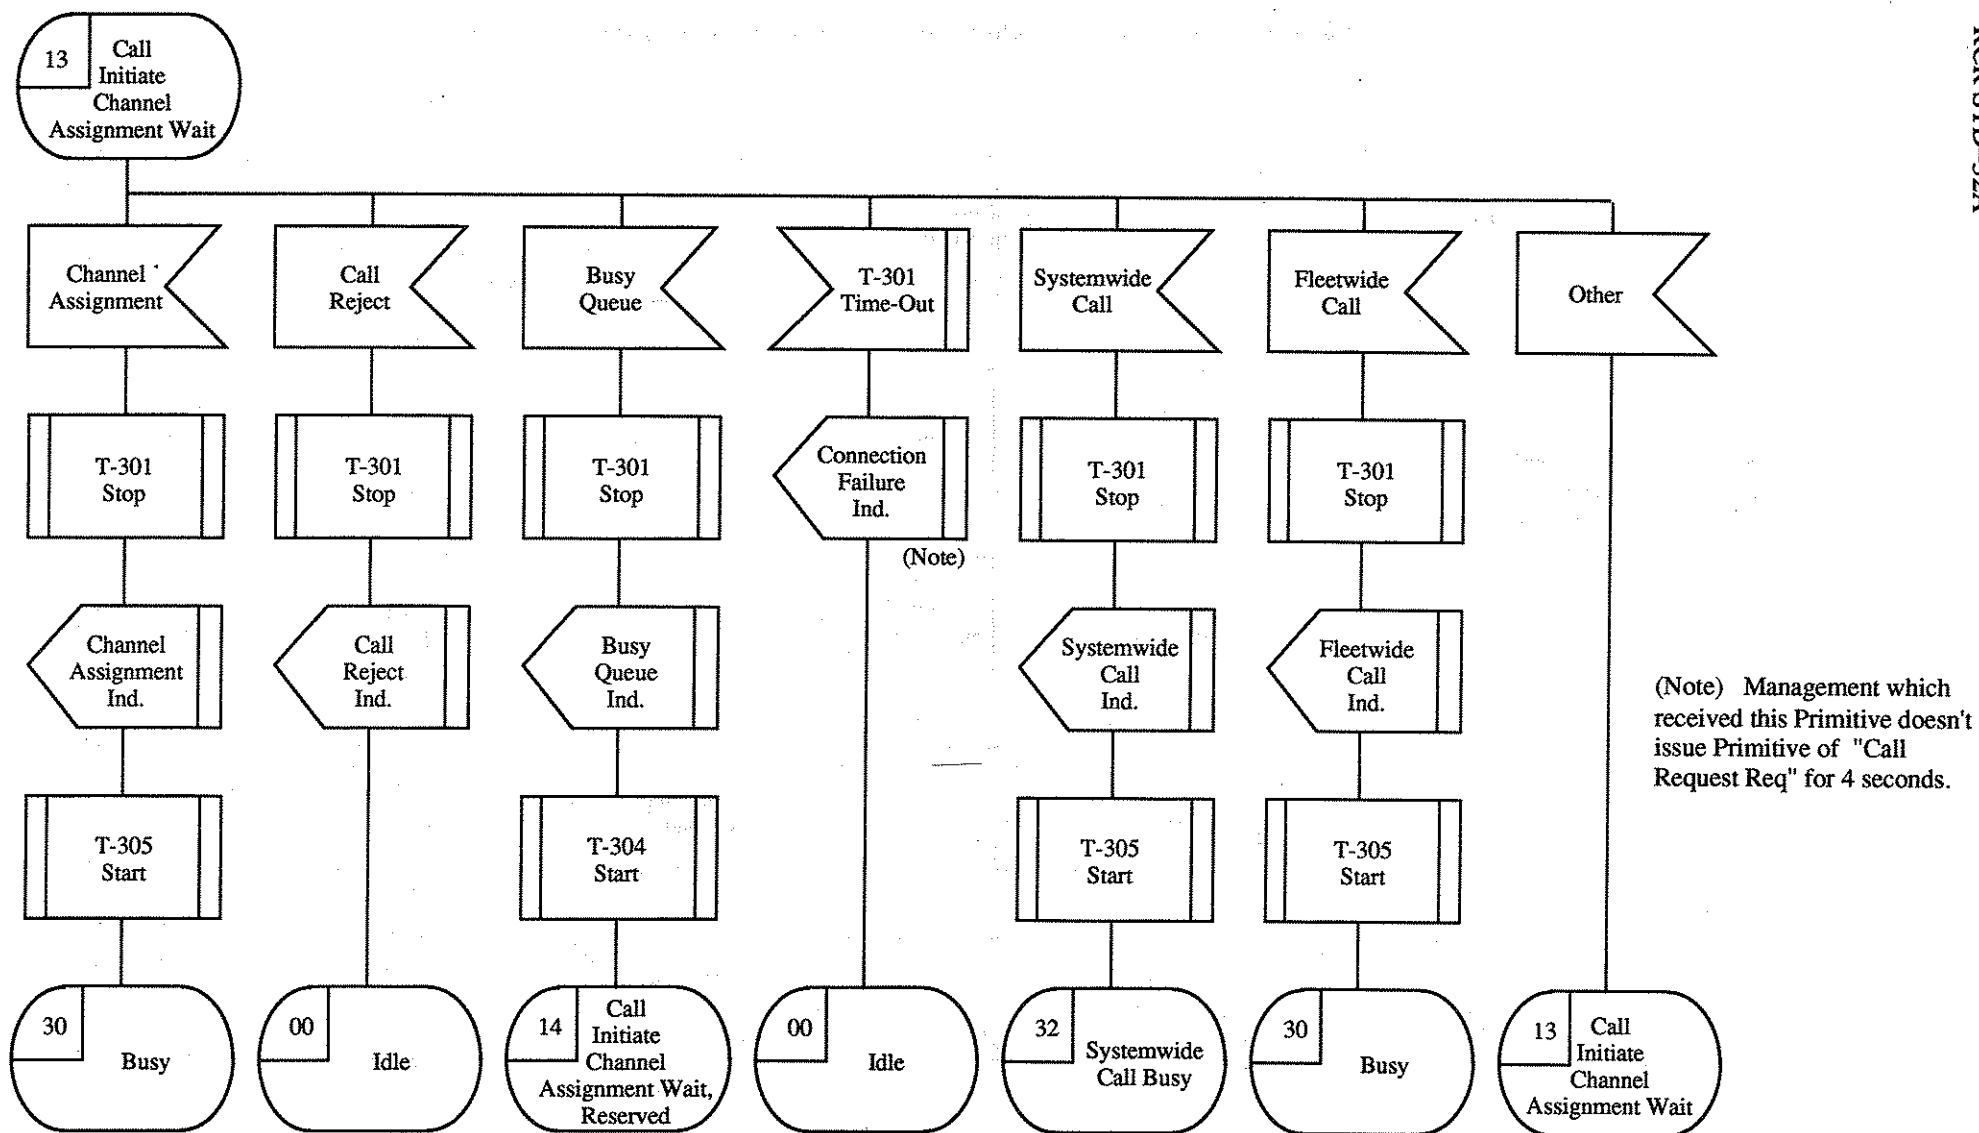 13
Call
Initiate
Channel
Assignment Wait
Channel
Assignment
Call
Reject
Busy
Queue
T-301
Time-Out
Systemwide
Call
Fleetwide
Call
Other
T-301
Stop
T-301
Stop
T-301
Stop
Connection
Failure
Ind.
(Note)
T-301
Stop
T-301
Stop
Channel
Assignment
Ind.
Call
Reject
Ind.
Busy
Queue
Ind.
Systemwide
Call
Ind.
Fleetwide
Call
Ind.
(Note) Management which
received this Primitive doesn't
issue Primitive of "Call
Request Req" for 4 seconds.
T-305
Start
T-304
Start
T-305
Start
T-305
Start
30
Busy
00
Idle
14
Call
Initiate
Channel
Assignment Wait,
Reserved
00
Idle
32
Systemwide
Call Busy
30
Busy
13
Call
Initiate
Channel
Assignment Wait